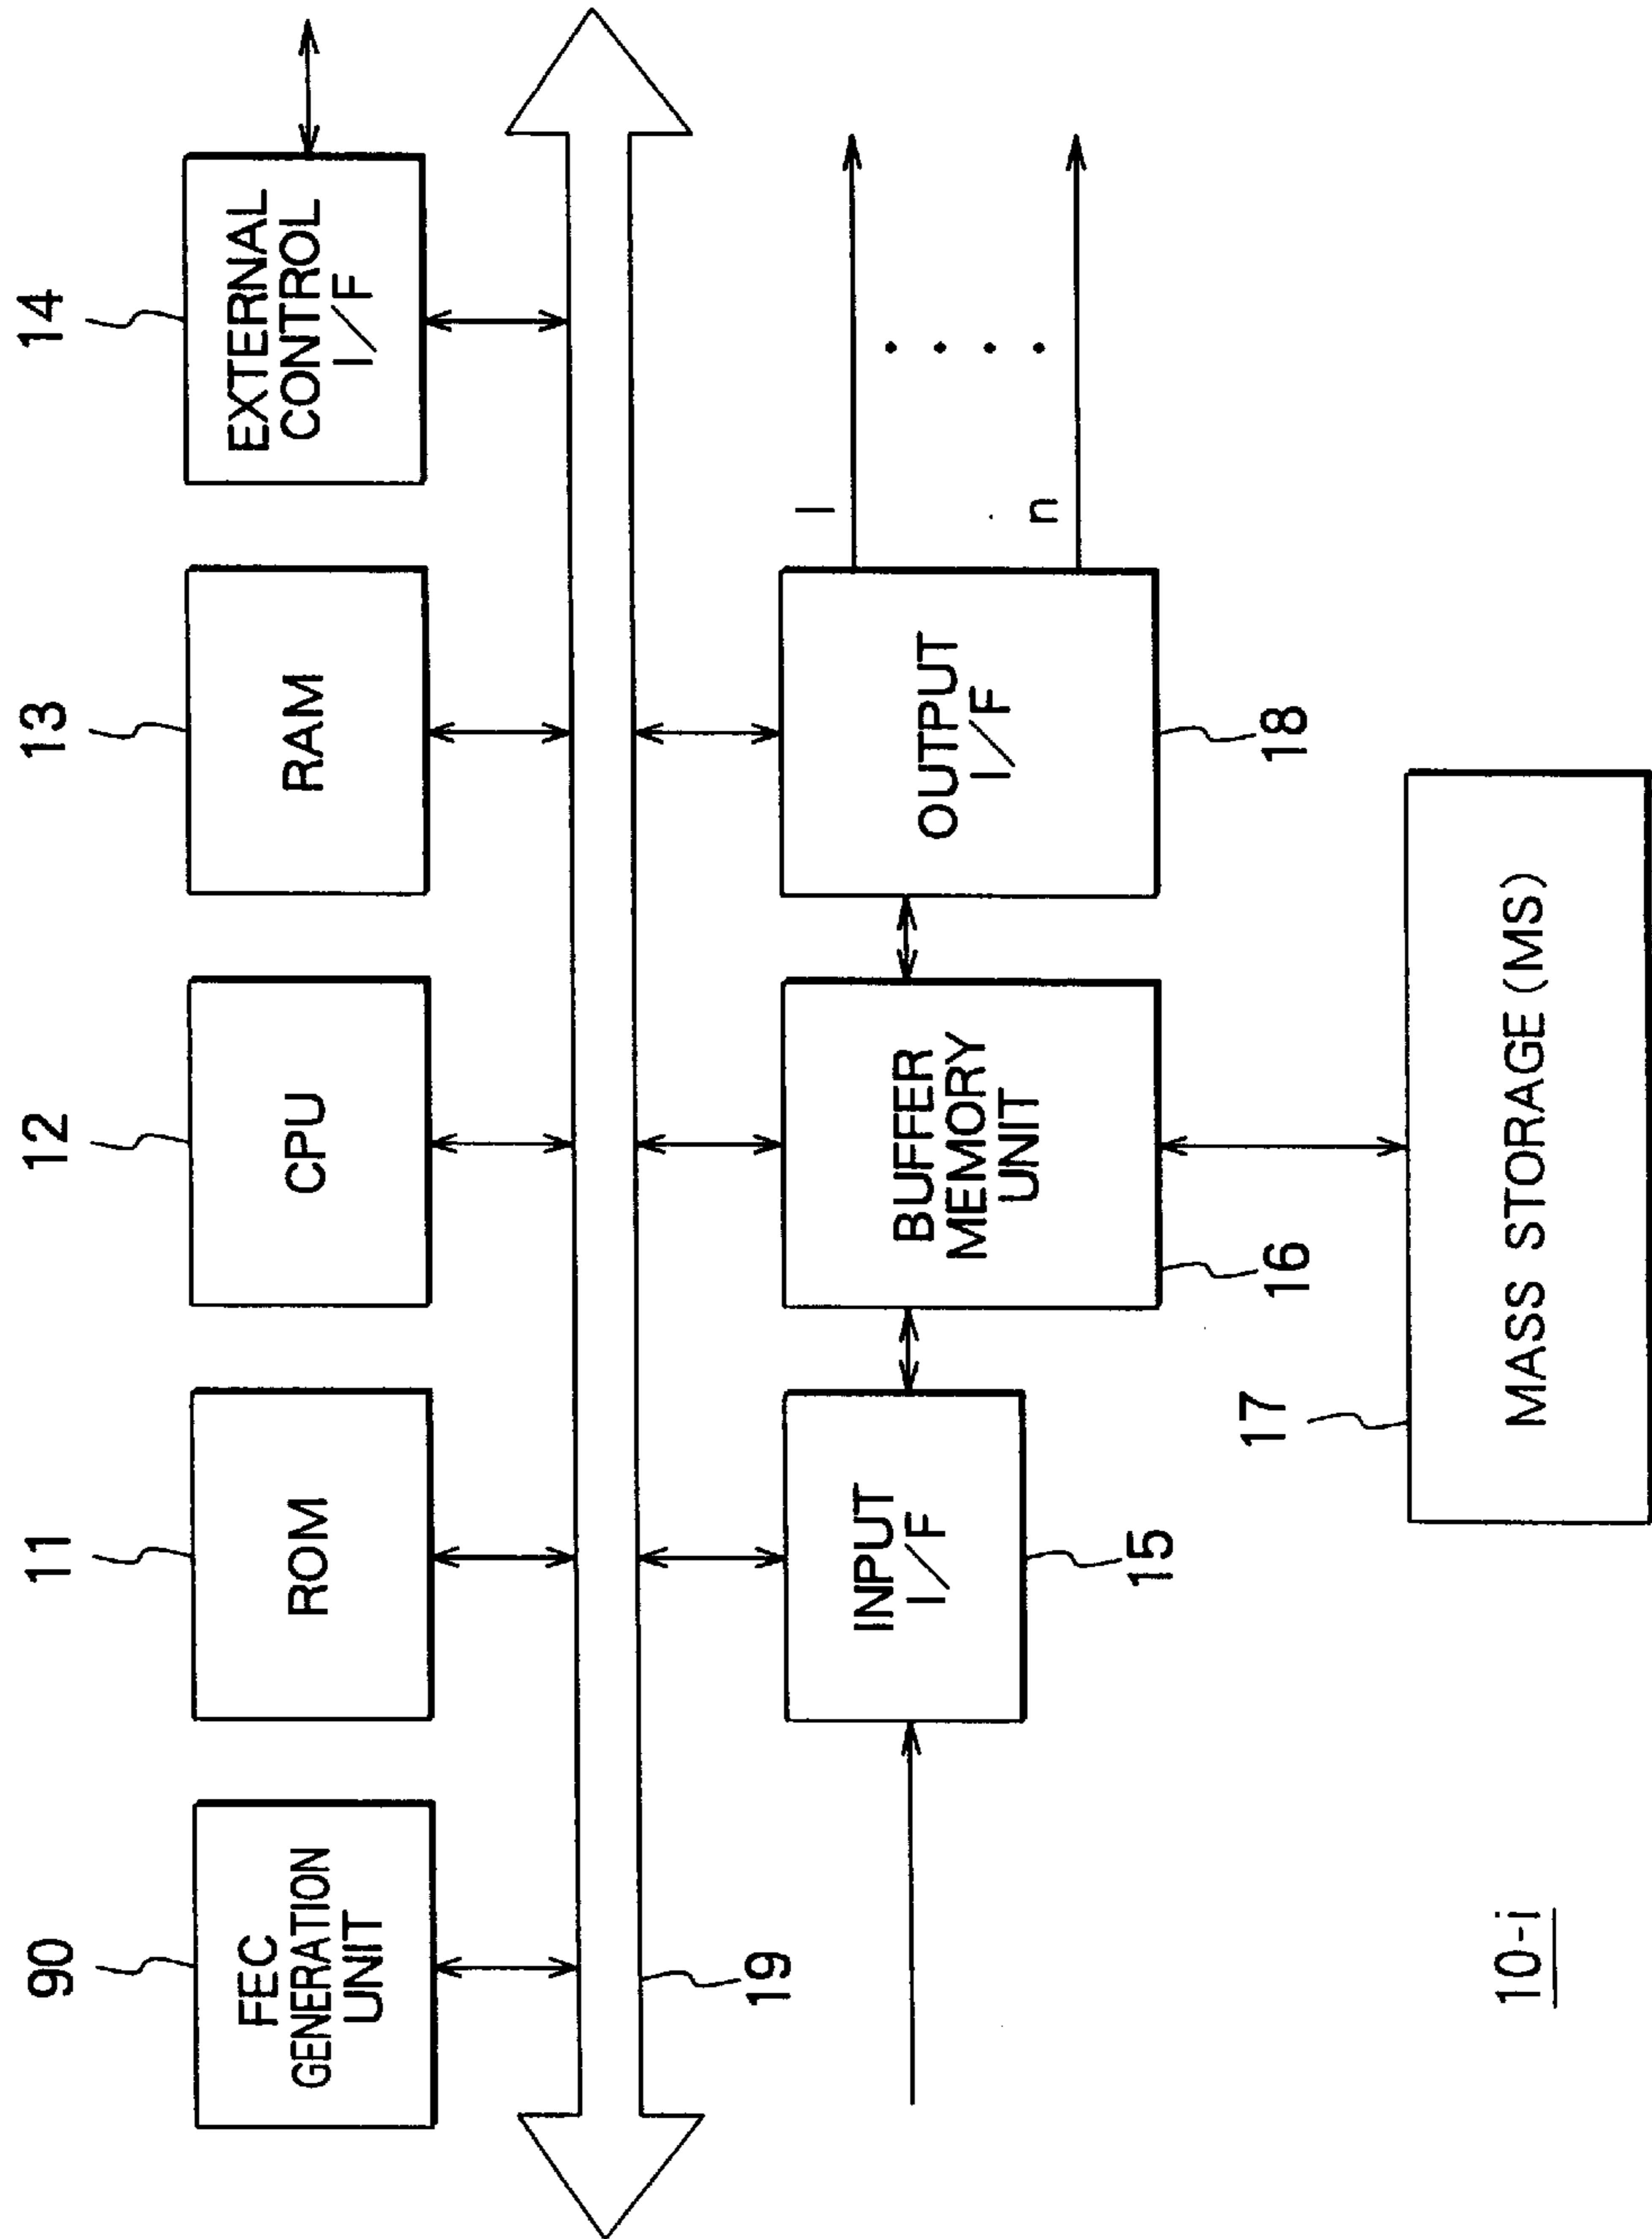 90
FEC
GENERATION
UNIT
11
ROM
12
CPU
13
RAM
14
EXTERNAL
CONTROL
I/F
19
INPUT
I/F
15
BUFFER
MEMORY
UNIT
16
OUTPUT
I/F
18
1
n
17
MASS STORAGE (MS)
10-i